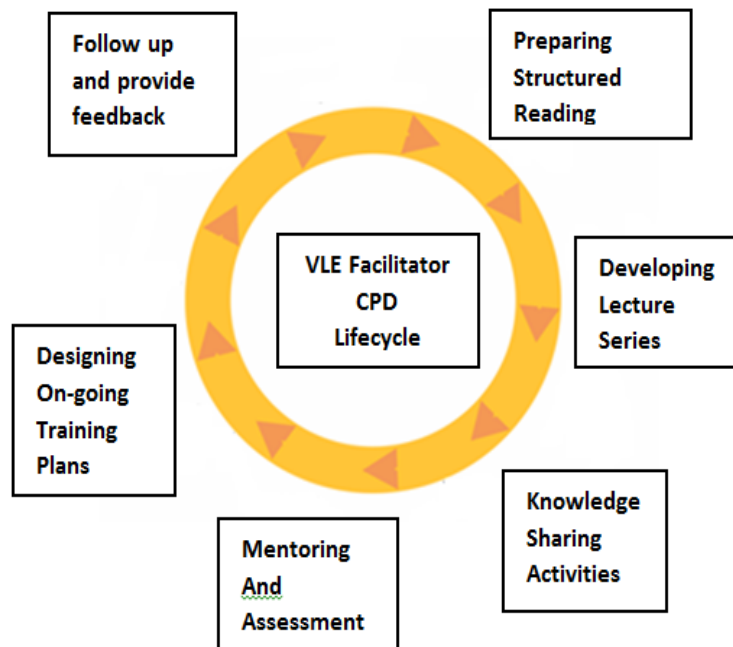 Follow up
and provide
feedback
Preparing
Structured
Reading
VLE Facilitator
CPD
Lifecycle
Developing
Lecture
Series
Designing
On-going
Training
Plans
Knowledge
Sharing
Activities
Mentoring
And
Assessment